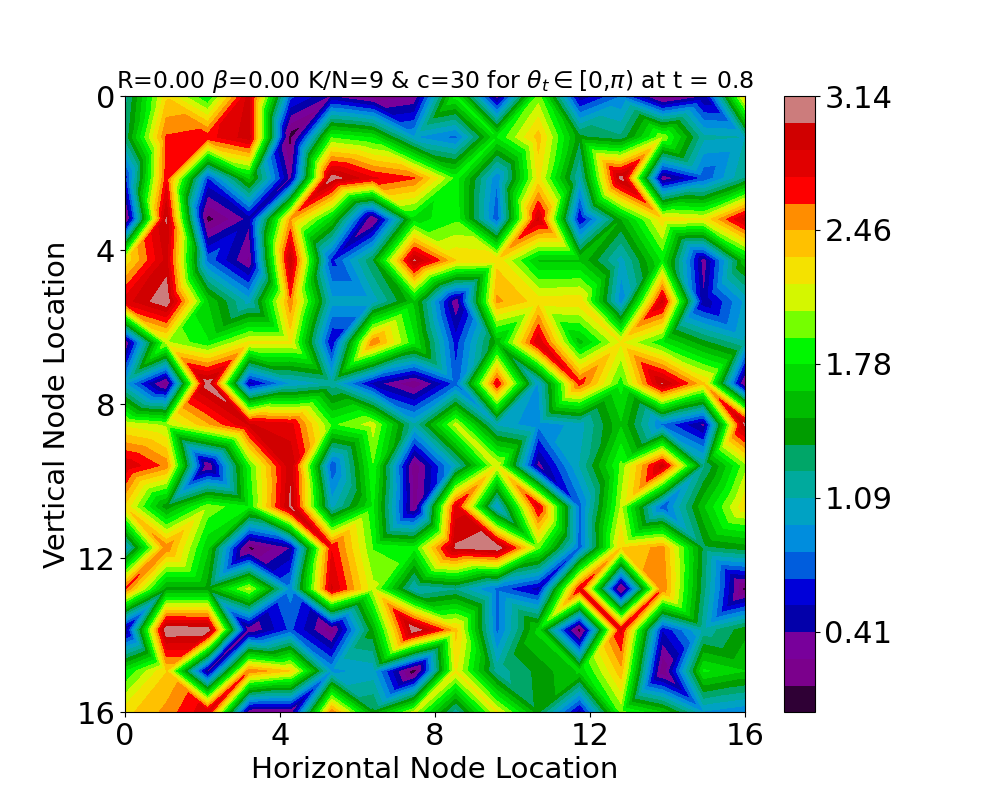 R=0.00 β=0.00 K/N=9 & c=30 for θₜ∈[0,π) at t = 0.8
0
4
8
12
16
Vertical Node Location
0 4 8 12 16
Horizontal Node Location
3.14
2.46
1.78
1.09
0.41